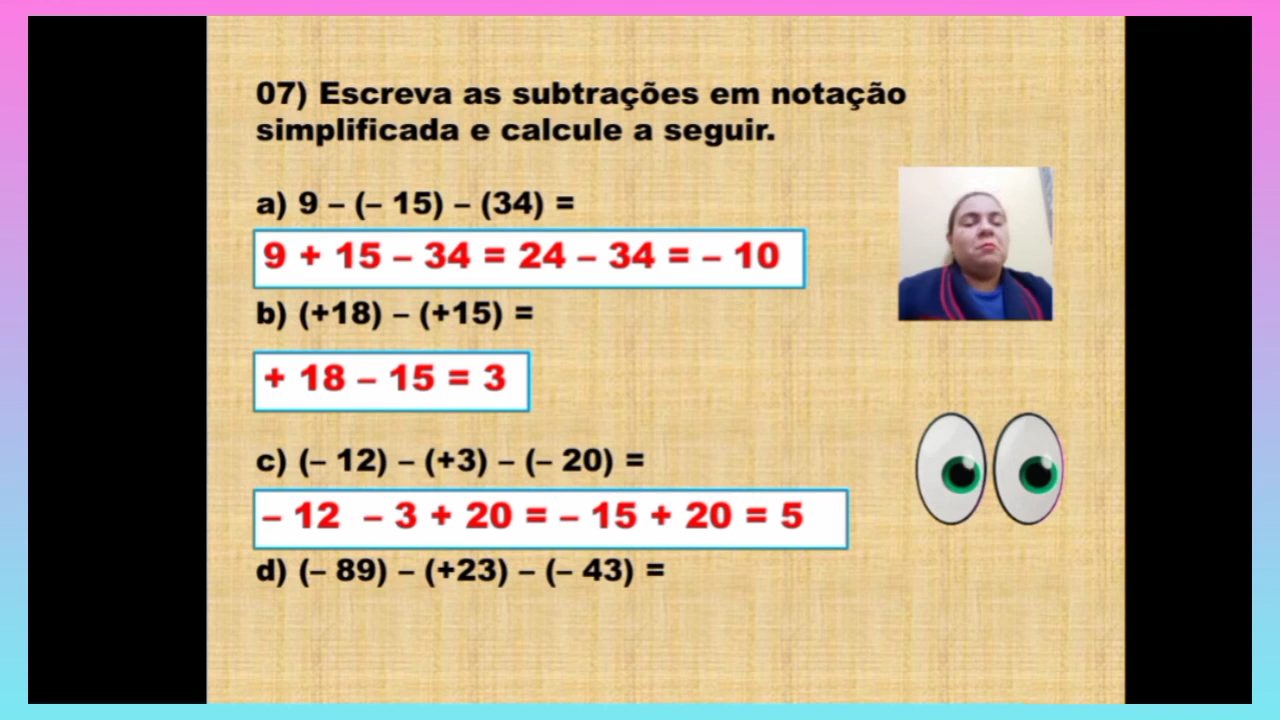 07) Escreva as subtrações em notação
simplificada e calcule a seguir.
a) 9 – (– 15) – (34) =
9 + 15 – 34 = 24 – 34 = – 10
b) (+18) – (+15) =
+ 18 – 15 = 3
c) (– 12) – (+3) – (– 20) =
– 12 – 3 + 20 = – 15 + 20 = 5
d) (– 89) – (+23) – (– 43) =